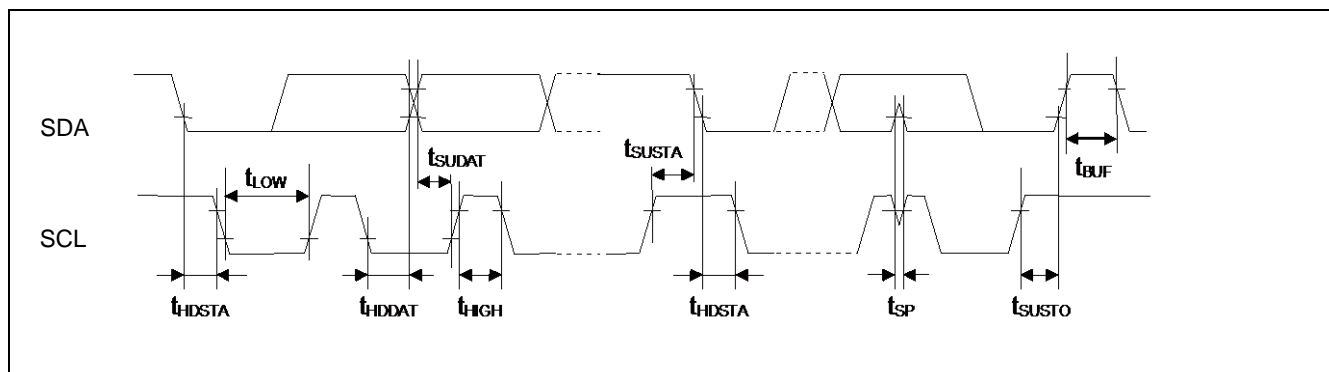 SDA
tSUDAT
tSUSTA
tBUF
tLOW
SCL
tHDSTA
tHDDAT
tHIGH
tHDSTA
tSP
tSUSTO